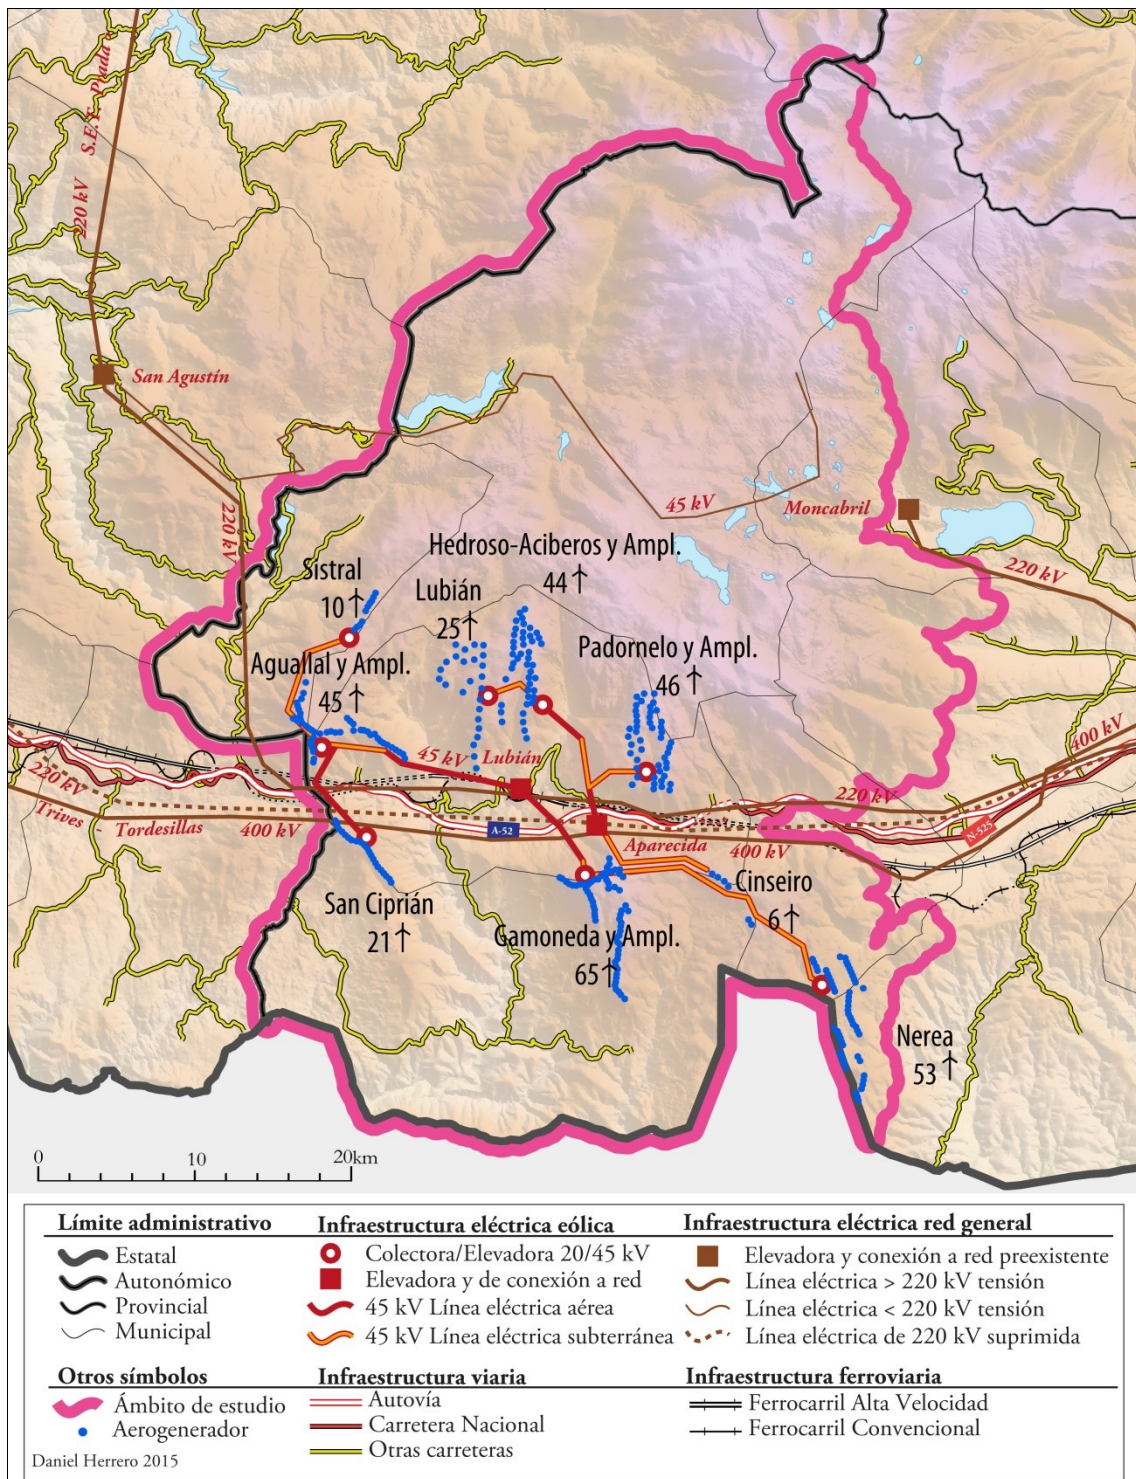 S.E.T. Prada
220 kV
San Agustín
220 kV
45 kV
Moncabril
220 kV
Hedroso-Aciberos y Ampl.
44
Sistral
10
Lubián
25
Aguallal y Ampl.
45
Padornelo y Ampl.
46
45 kV
Lubián
400 kV
220 kV
220 kV
Trives - Tordesillas
400 kV
A-52
Aparecida
400 kV
N-525
Cinseiro
6
San Ciprián
21
Gamoneda y Ampl.
65
Nerea
53
0 10 20km
Límite administrativo
Estatal
Autonómico
Provincial
Municipal
Infraestructura eléctrica eólica
Colectora/Elevadora 20/45 kV
Elevadora y de conexión a red
45 kV Línea eléctrica aérea
45 kV Línea eléctrica subterránea
Infraestructura eléctrica red general
Elevadora y conexión a red preexistente
Línea eléctrica > 220 kV tensión
Línea eléctrica < 220 kV tensión
Línea eléctrica de 220 kV suprimida
Otros símbolos
Ámbito de estudio
Aerogenerador
Infraestructura viaria
Autovía
Carretera Nacional
Otras carreteras
Infraestructura ferroviaria
Ferrocarril Alta Velocidad
Ferrocarril Convencional
Daniel Herrero 2015